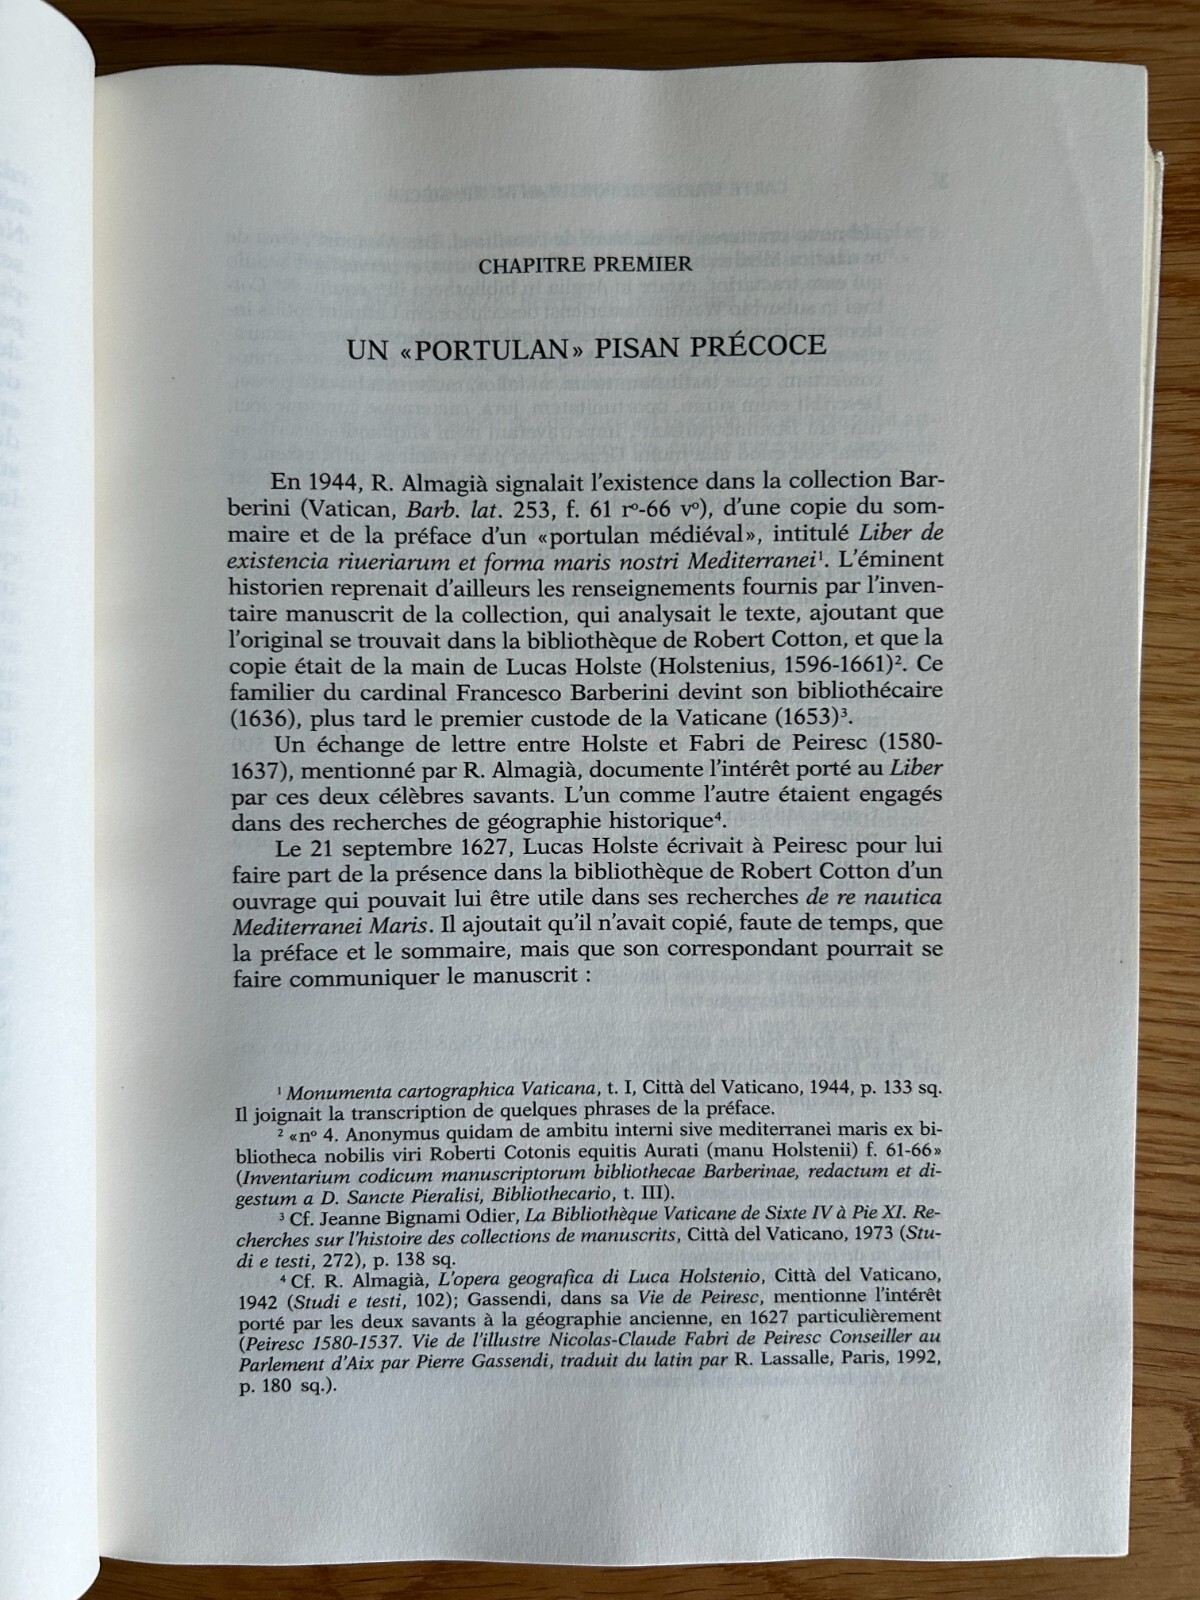 CHAPITRE PREMIER
UN «PORTULAN» PISAN PRÉCOCE
En 1944, R. Almagià signalait l'existence dans la collection Bar-
berini (Vatican, Barb. lat. 253, f. 61 rº-66 vº), d'une copie du som-
maire et de la préface d'un «portulan médiéval», intitulé Liber de
existencia riueriarum et forma maris nostri Mediterranei¹. L'éminent
historien reprenait d'ailleurs les renseignements fournis par l'inven-
taire manuscrit de la collection, qui analysait le texte, ajoutant que
l'original se trouvait dans la bibliothèque de Robert Cotton, et que la
copie était de la main de Lucas Holste (Holstenius, 1596-1661)². Ce
familier du cardinal Francesco Barberini devint son bibliothécaire
(1636), plus tard le premier custode de la Vaticane (1653)³.
Un échange de lettre entre Holste et Fabri de Peiresc (1580-
1637), mentionné par R. Almagià, documente l'intérêt porté au Liber
par ces deux célèbres savants. L'un comme l'autre étaient engagés
dans des recherches de géographie historique⁴.
Le 21 septembre 1627, Lucas Holste écrivait à Peiresc pour lui
faire part de la présence dans la bibliothèque de Robert Cotton d'un
ouvrage qui pouvait lui être utile dans ses recherches de re nautica
Mediterranei Maris. Il ajoutait qu'il n'avait copié, faute de temps, que
la préface et le sommaire, mais que son correspondant pourrait se
faire communiquer le manuscrit :
¹ Monumenta cartographica Vaticana, t. I, Città del Vaticano, 1944, p. 133 sq.
Il joignait la transcription de quelques phrases de la préface.
² «nº 4. Anonymus quidam de ambitu interni sive mediterranei maris ex bi-
bliotheca nobilis viri Roberti Cotonis equitis Aurati (manu Holstenii) f. 61-66»
(Inventarium codicum manuscriptorum bibliothecae Barberinae, redactum et di-
gestum a D. Sancte Pieralisi, Bibliothecario, t. III).
³ Cf. Jeanne Bignami Odier, La Bibliothèque Vaticane de Sixte IV à Pie XI. Re-
cherches sur l'histoire des collections de manuscrits, Città del Vaticano, 1973 (Stu-
di e testi, 272), p. 138 sq.
⁴ Cf. R. Almagià, L'opera geografica di Luca Holstenio, Città del Vaticano,
1942 (Studi e testi, 102); Gassendi, dans sa Vie de Peiresc, mentionne l'intérêt
porté par les deux savants à la géographie ancienne, en 1627 particulièrement
(Peiresc 1580-1537. Vie de l'illustre Nicolas-Claude Fabri de Peiresc Conseiller au
Parlement d'Aix par Pierre Gassendi, traduit du latin par R. Lassalle, Paris, 1992,
p. 180 sq.).